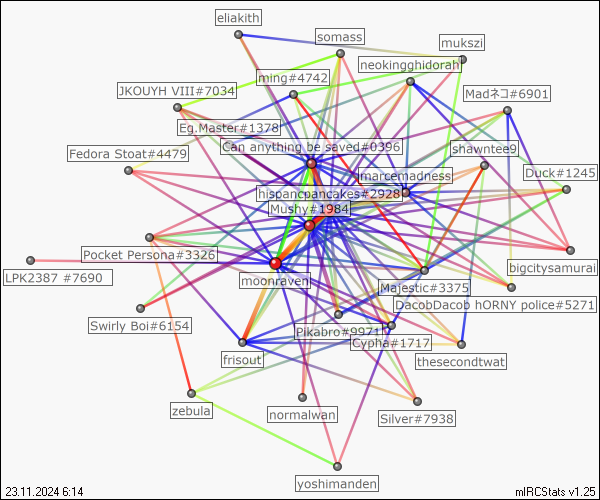 eliakith
somass
mukszi
neokingghidorah
ming#4742
JKOUYH VIII#7034
Madネコ#6901
Eg.Master#1378
Can anything be saved#0396
shawntee9
Fedora Stoat#4479
marcemadness
Duck#1245
hispancpancakes#2928
Mushy#1984
Pocket Persona#3326
bigcitysamurai
LPK2387 #7690
moonraven
Majestic#3375
DacobDacob hORNY police#5271
Swirly Boi#6154
Pikabro#9971
Cypha#1717
frisout
thesecondtwat
zebula
normalwan
Silver#7938
yoshimanden
23.11.2024 6:14
mIRCStats v1.25